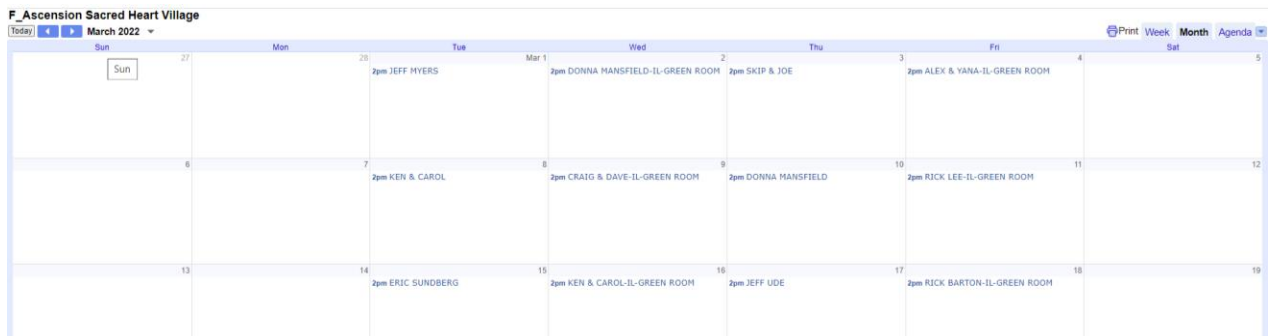 F_Ascension Sacred Heart Village
Today March 2022 Print Week Month Agenda
Sun Mon Tue Wed Thu Fri Sat
27 28 Mar 1 2 3 4 5
Sun
2pm JEFF MYERS 2pm DONNA MANSFIELD-IL-GREEN ROOM 2pm SKIP & JOE 2pm ALEX & YANA-IL-GREEN ROOM
6 7 8 9 10 11 12
2pm KEN & CAROL 2pm CRAIG & DAVE-IL-GREEN ROOM 2pm DONNA MANSFIELD 2pm RICK LEE-IL-GREEN ROOM
13 14 15 16 17 18 19
2pm ERIC SUNDBERG 2pm KEN & CAROL-IL-GREEN ROOM 2pm JEFF UDE 2pm RICK BARTON-IL-GREEN ROOM